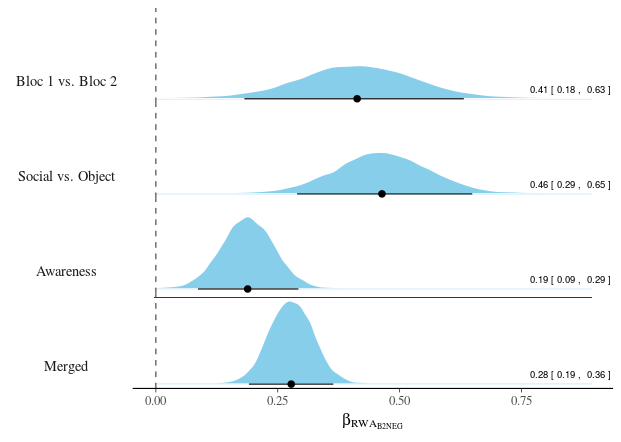 Bloc 1 vs. Bloc 2
0.41 [ 0.18 , 0.63 ]
Social vs. Object
0.46 [ 0.29 , 0.65 ]
Awareness
0.19 [ 0.09 , 0.29 ]
Merged
0.28 [ 0.19 , 0.36 ]
0.00 0.25 0.50 0.75
βRWAB2NEG